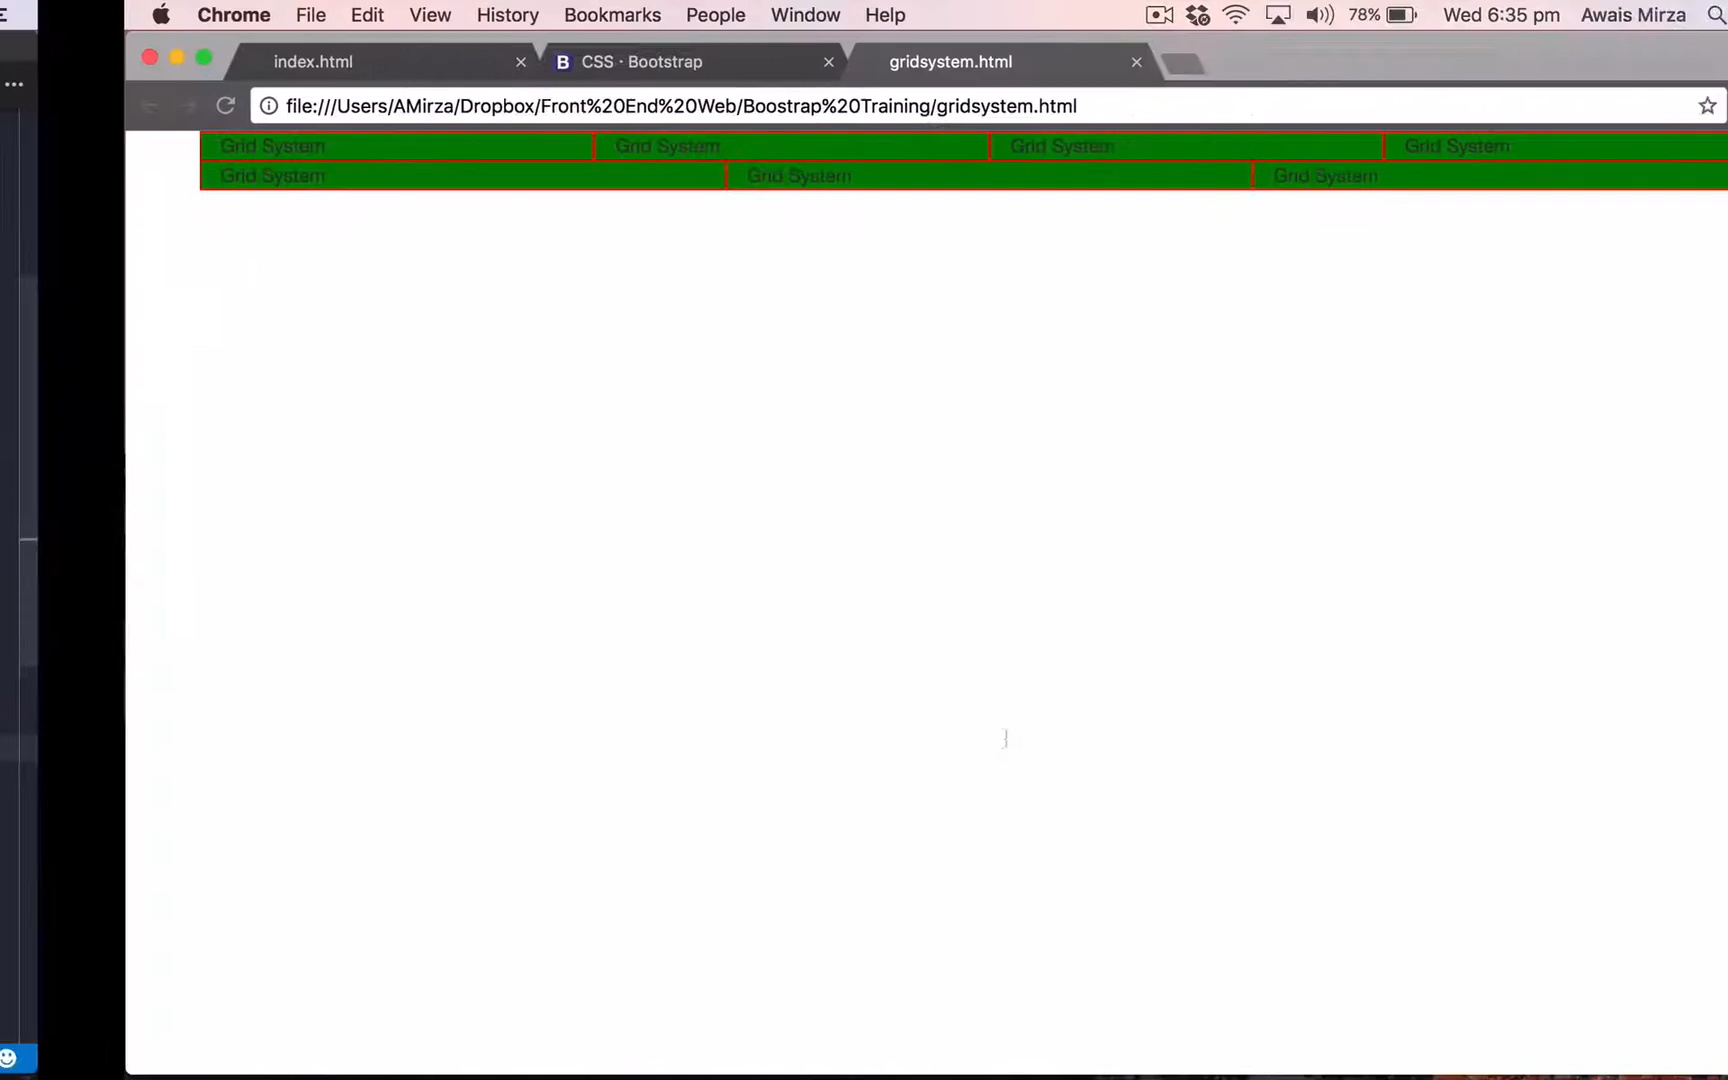 Chrome File Edit View History Bookmarks People Window Help 78% Wed 6:35 pm Awais Mirza
index.html B CSS · Bootstrap gridsystem.html
file:///Users/AMirza/Dropbox/Front%20End%20Web/Boostrap%20Training/gridsystem.html
Grid System Grid System Grid System Grid System
Grid System Grid System Grid System
}